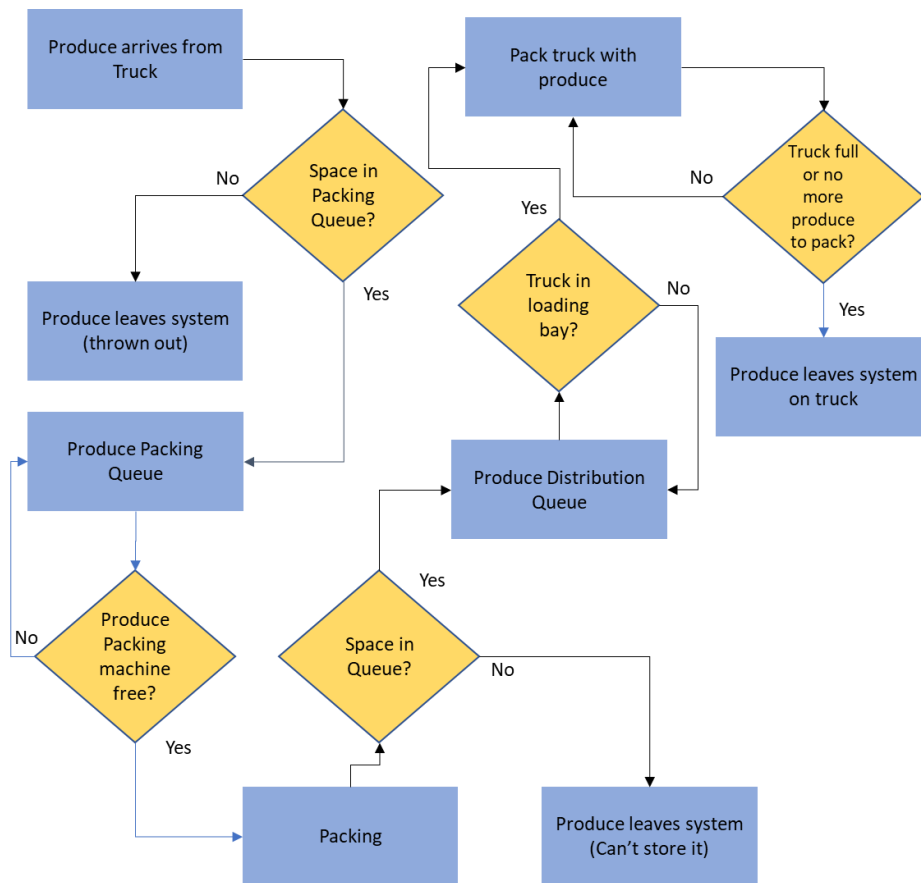 Produce arrives from
Truck
No
Space in
Packing
Queue?
Yes
Produce leaves system
(thrown out)
Produce Packing
Queue
No
Produce
Packing
machine
free?
Yes
Packing
Space in
Queue?
Yes
No
Produce leaves system
(Can't store it)
Produce Distribution
Queue
Truck in
loading
bay?
Yes
No
Pack truck with
produce
No
Truck full
or no
more
produce
to pack?
Yes
Produce leaves system
on truck